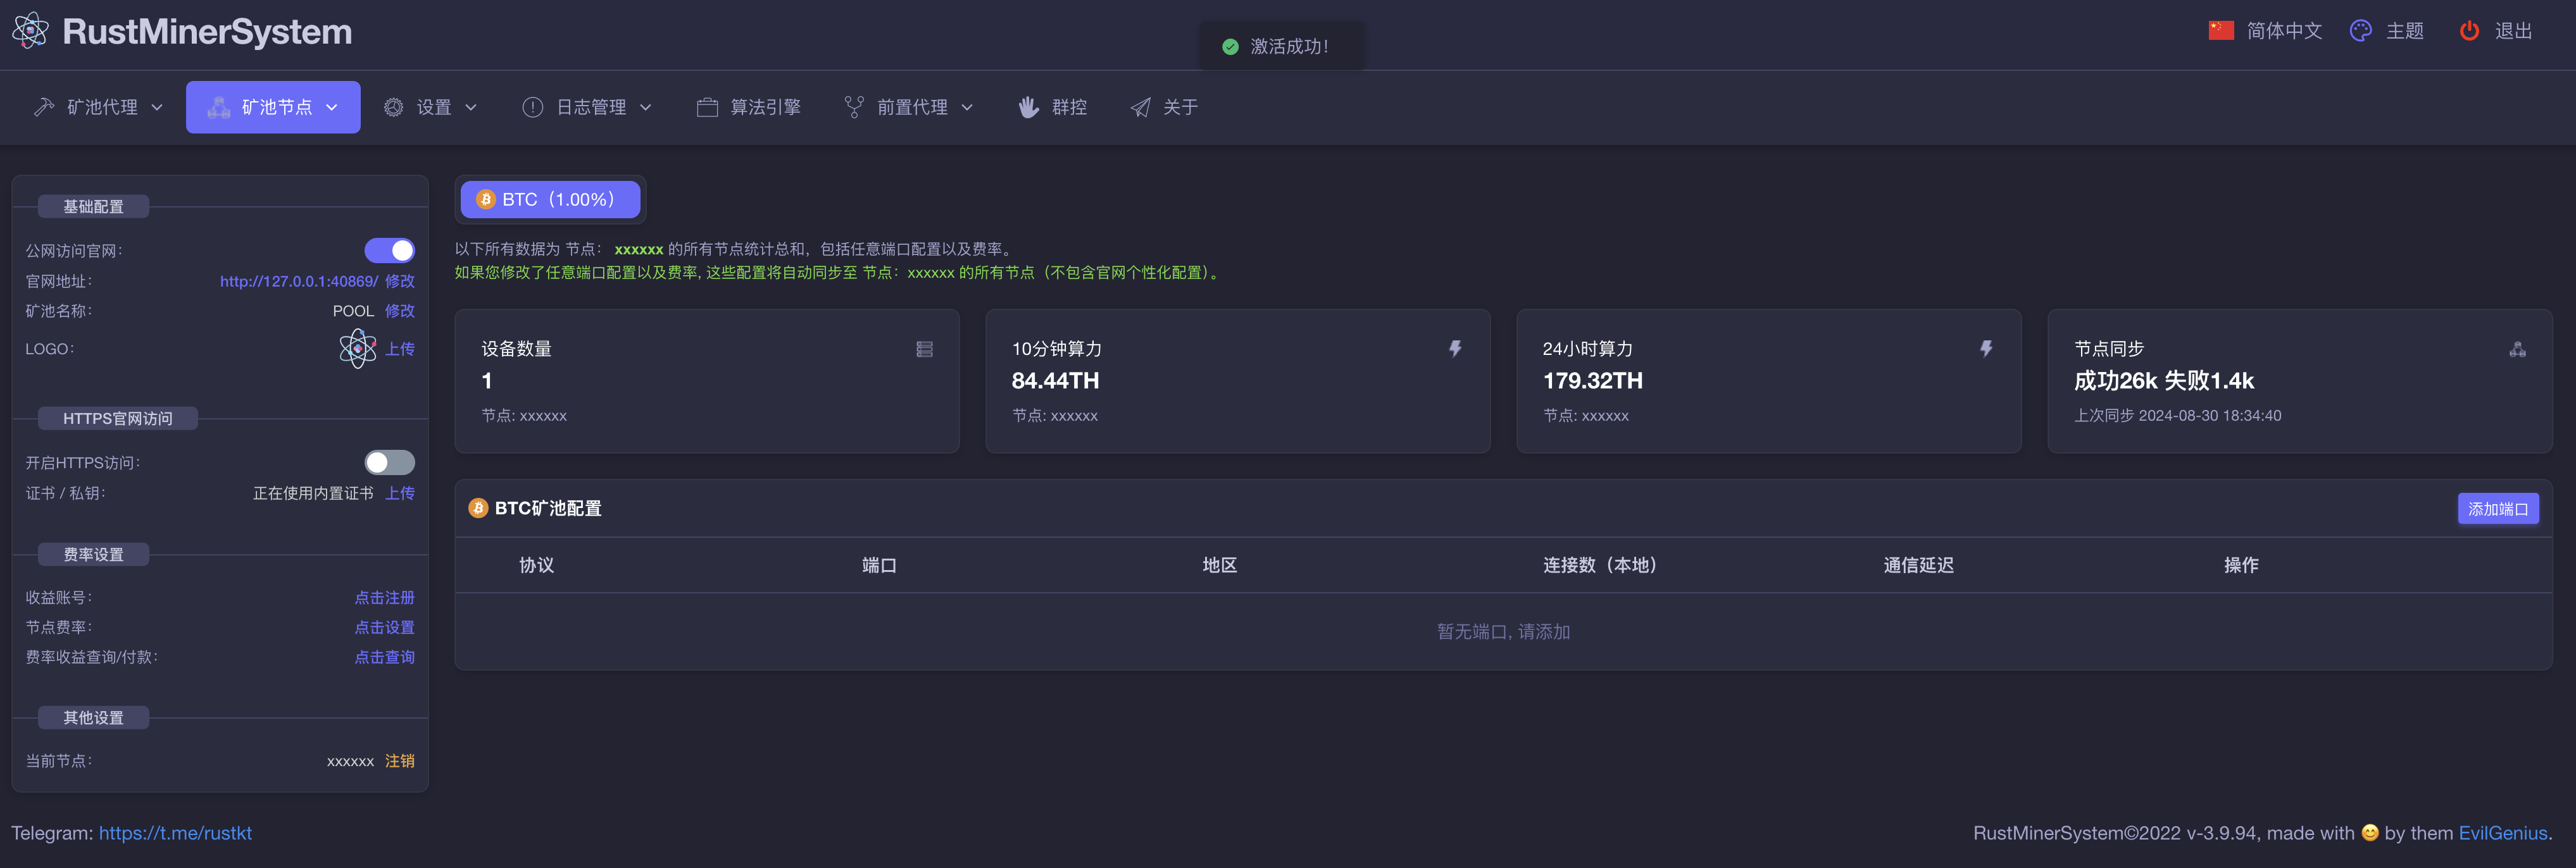 RustMinerSystem
激活成功！
简体中文
主题
退出
矿池代理
矿池节点
设置
日志管理
算法引擎
前置代理
群控
关于
基础配置
公网访问官网：
官网地址：
http://127.0.0.1:40869/ 修改
矿池名称：
POOL 修改
LOGO：
上传
HTTPS官网访问
开启HTTPS访问：
证书 / 私钥：
正在使用内置证书 上传
费率设置
收益账号：
点击注册
节点费率：
点击设置
费率收益查询/付款：
点击查询
其他设置
当前节点：
xxxxxx 注销
BTC（1.00%）
以下所有数据为 节点： xxxxxx 的所有节点统计总和，包括任意端口配置以及费率。
如果您修改了任意端口配置以及费率, 这些配置将自动同步至 节点：xxxxxx 的所有节点（不包含官网个性化配置）。
设备数量
1
节点: xxxxxx
10分钟算力
84.44TH
节点: xxxxxx
24小时算力
179.32TH
节点: xxxxxx
节点同步
成功26k 失败1.4k
上次同步 2024-08-30 18:34:40
BTC矿池配置
添加端口
协议
端口
地区
连接数（本地）
通信延迟
操作
暂无端口, 请添加
Telegram: https://t.me/rustkt
RustMinerSystem©2022 v-3.9.94, made with 😊 by them EvilGenius.